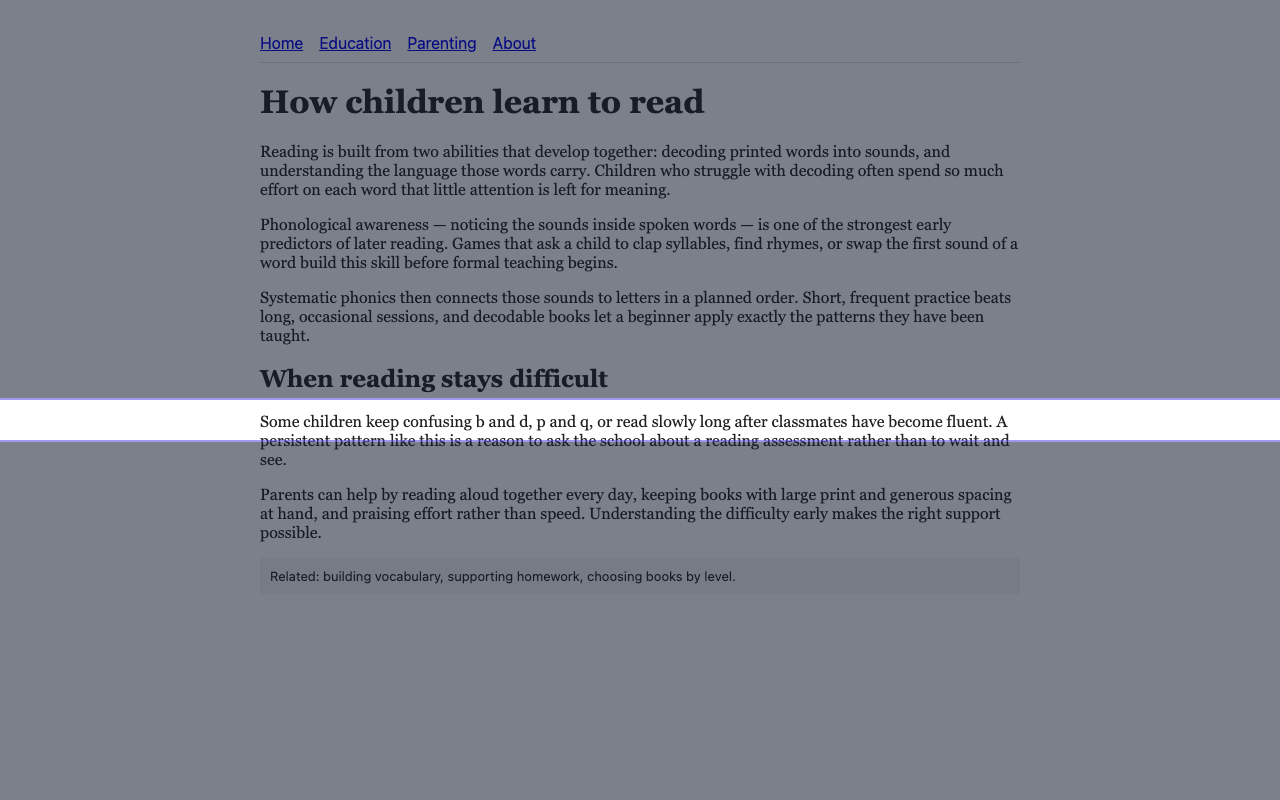 Home Education Parenting About
How children learn to read
Reading is built from two abilities that develop together: decoding printed words into sounds, and
understanding the language those words carry. Children who struggle with decoding often spend so much
effort on each word that little attention is left for meaning.
Phonological awareness — noticing the sounds inside spoken words — is one of the strongest early
predictors of later reading. Games that ask a child to clap syllables, find rhymes, or swap the first sound of a
word build this skill before formal teaching begins.
Systematic phonics then connects those sounds to letters in a planned order. Short, frequent practice beats
long, occasional sessions, and decodable books let a beginner apply exactly the patterns they have been
taught.
When reading stays difficult
Some children keep confusing b and d, p and q, or read slowly long after classmates have become fluent. A
persistent pattern like this is a reason to ask the school about a reading assessment rather than to wait and
see.
Parents can help by reading aloud together every day, keeping books with large print and generous spacing
at hand, and praising effort rather than speed. Understanding the difficulty early makes the right support
possible.
Related: building vocabulary, supporting homework, choosing books by level.